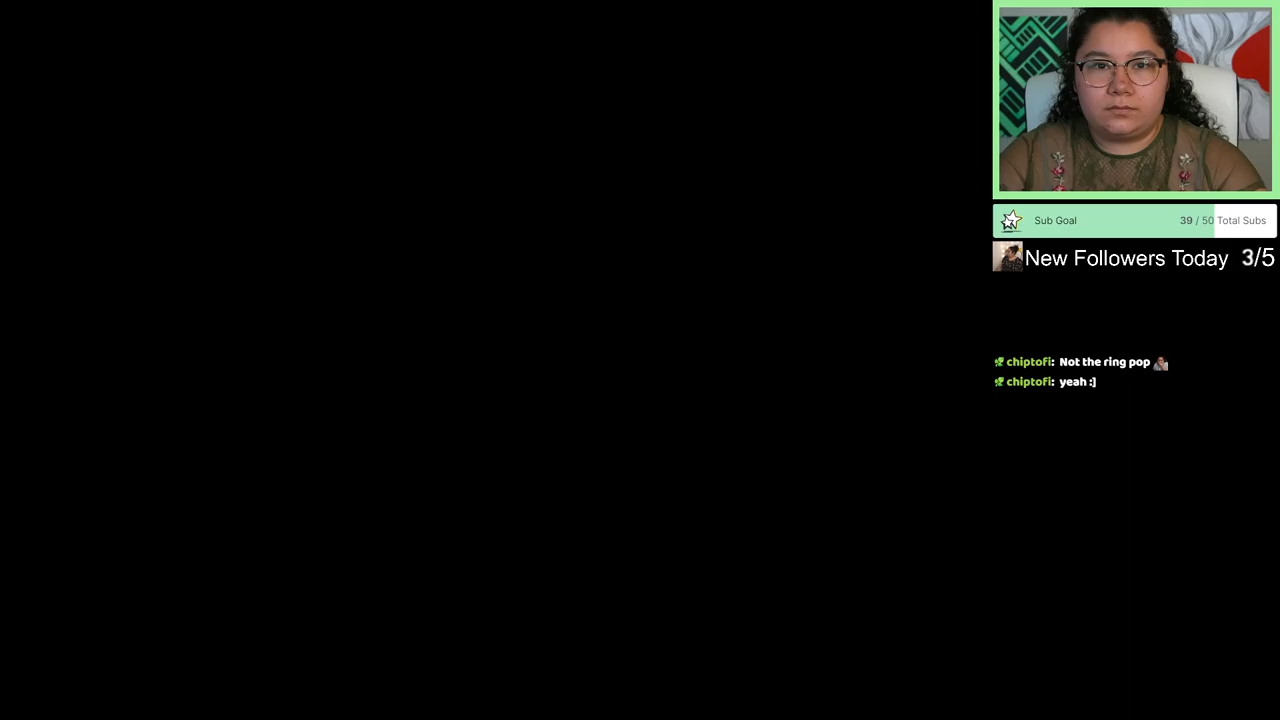 Sub Goal
39 / 50 Total Subs
New Followers Today 3/5
chiptofi: Not the ring pop
chiptofi: yeah :]